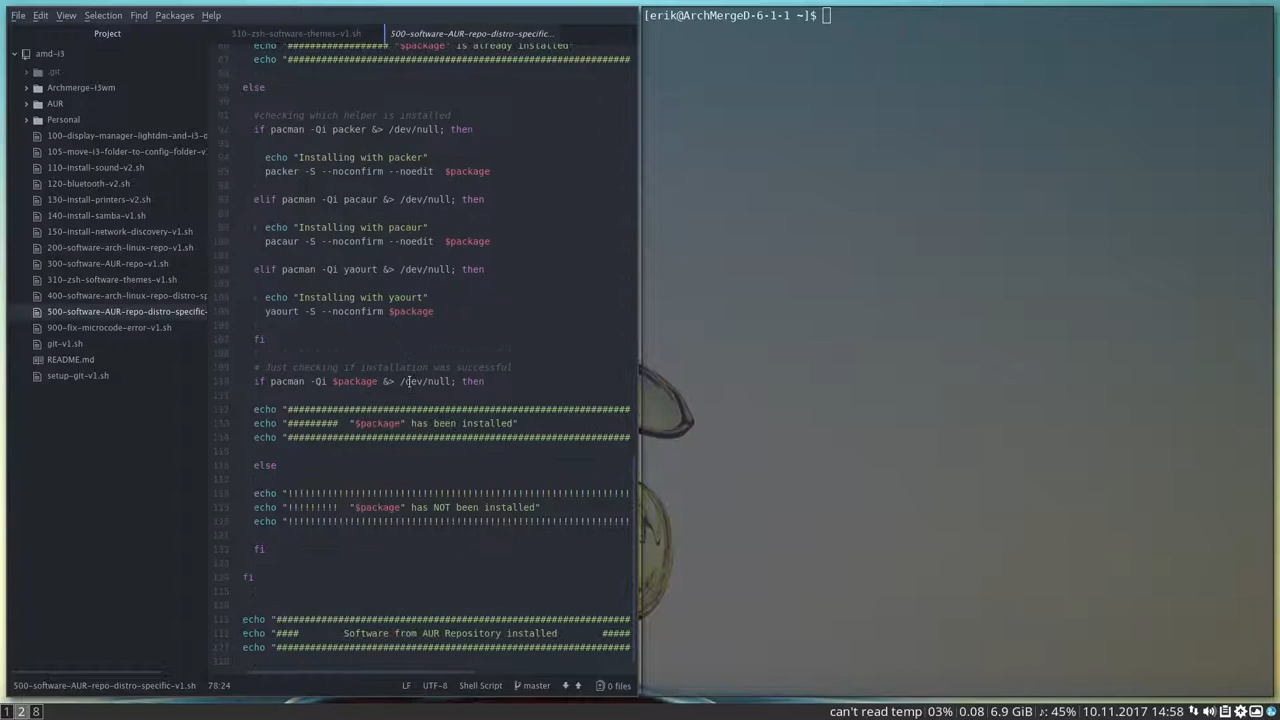 File Edit View Selection Find Packages Help
[erik@ArchMergeD-6-1-1 ~]$
Project
310-zsh-software-themes-v1.sh
500-software-AUR-repo-distro-specific...
amd-i3
.git
Archmerge-i3wm
AUR
Personal
100-display-manager-lightdm-and-i3-d
105-move-i3-folder-to-config-folder-v
110-install-sound-v2.sh
120-bluetooth-v2.sh
130-install-printers-v2.sh
140-install-samba-v1.sh
150-install-network-discovery-v1.sh
200-software-arch-linux-repo-v1.sh
300-software-AUR-repo-v1.sh
310-zsh-software-themes-v1.sh
400-software-arch-linux-repo-distro-sp
500-software-AUR-repo-distro-specific-
900-fix-microcode-error-v1.sh
git-v1.sh
README.md
setup-git-v1.sh
echo "################## "$package" is already installed"
echo "##############################################################
else
#checking which helper is installed
if pacman -Qi packer &> /dev/null; then
echo "Installing with packer"
packer -S --noconfirm --noedit  $package
elif pacman -Qi pacaur &> /dev/null; then
echo "Installing with pacaur"
pacaur -S --noconfirm --noedit  $package
elif pacman -Qi yaourt &> /dev/null; then
echo "Installing with yaourt"
yaourt -S --noconfirm $package
fi
# Just checking if installation was successful
if pacman -Qi $package &> /dev/null; then
echo "##############################################################
echo "#########  "$package" has been installed"
echo "##############################################################
else
echo "!!!!!!!!!!!!!!!!!!!!!!!!!!!!!!!!!!!!!!!!!!!!!!!!!!!!!!!!!!!!!!
echo "!!!!!!!!!  "$package" has NOT been installed"
echo "!!!!!!!!!!!!!!!!!!!!!!!!!!!!!!!!!!!!!!!!!!!!!!!!!!!!!!!!!!!!!!
fi
fi
echo "################################################################
echo "####        Software from AUR Repository installed        #####
echo "################################################################
500-software-AUR-repo-distro-specific-v1.sh 78:24 LF UTF-8 Shell Script master 0 files
1 2 8 can't read temp 03% 0.08 6.9 GiB ♪: 45% 10.11.2017 14:58